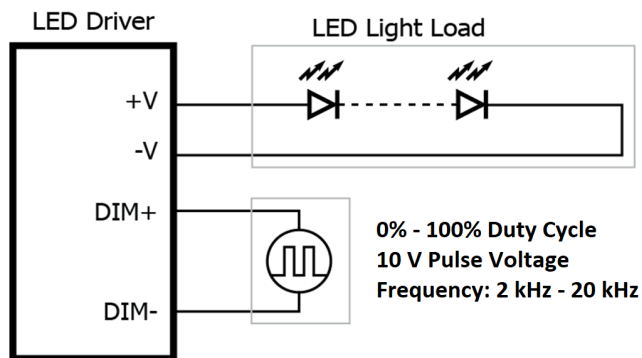 LED Driver
LED Light Load
+V
-V
DIM+
DIM-
0% - 100% Duty Cycle
10 V Pulse Voltage
Frequency: 2 kHz - 20 kHz